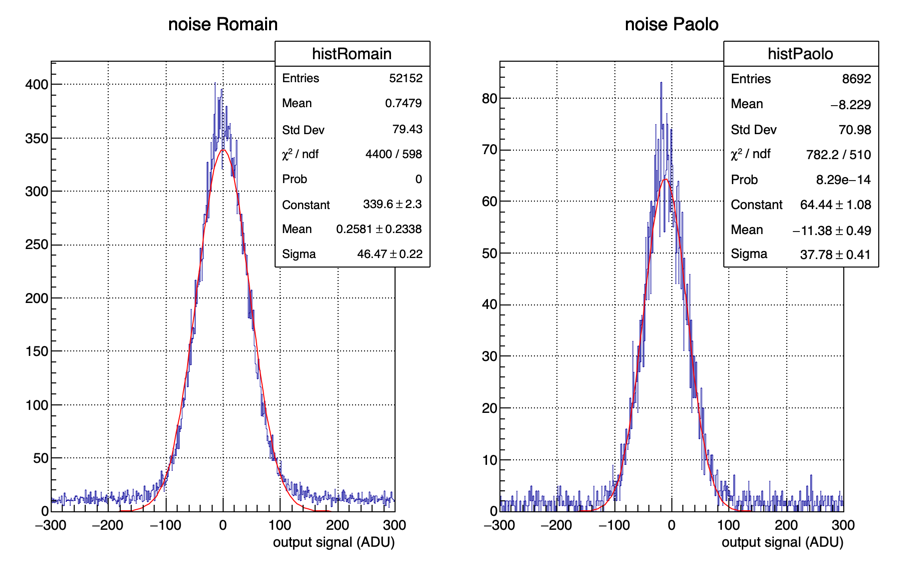 noise Romain
histRomain
Entries 52152
Mean 0.7479
Std Dev 79.43
χ² / ndf 4400 / 598
Prob 0
Constant 339.6 ± 2.3
Mean 0.2581 ± 0.2338
Sigma 46.47 ± 0.22
400
350
300
250
200
150
100
50
0
−300 −200 −100 0 100 200 300
output signal (ADU)
noise Paolo
histPaolo
Entries 8692
Mean −8.229
Std Dev 70.98
χ² / ndf 782.2 / 510
Prob 8.29e−14
Constant 64.44 ± 1.08
Mean −11.38 ± 0.49
Sigma 37.78 ± 0.41
80
70
60
50
40
30
20
10
0
−300 −200 −100 0 100 200 300
output signal (ADU)